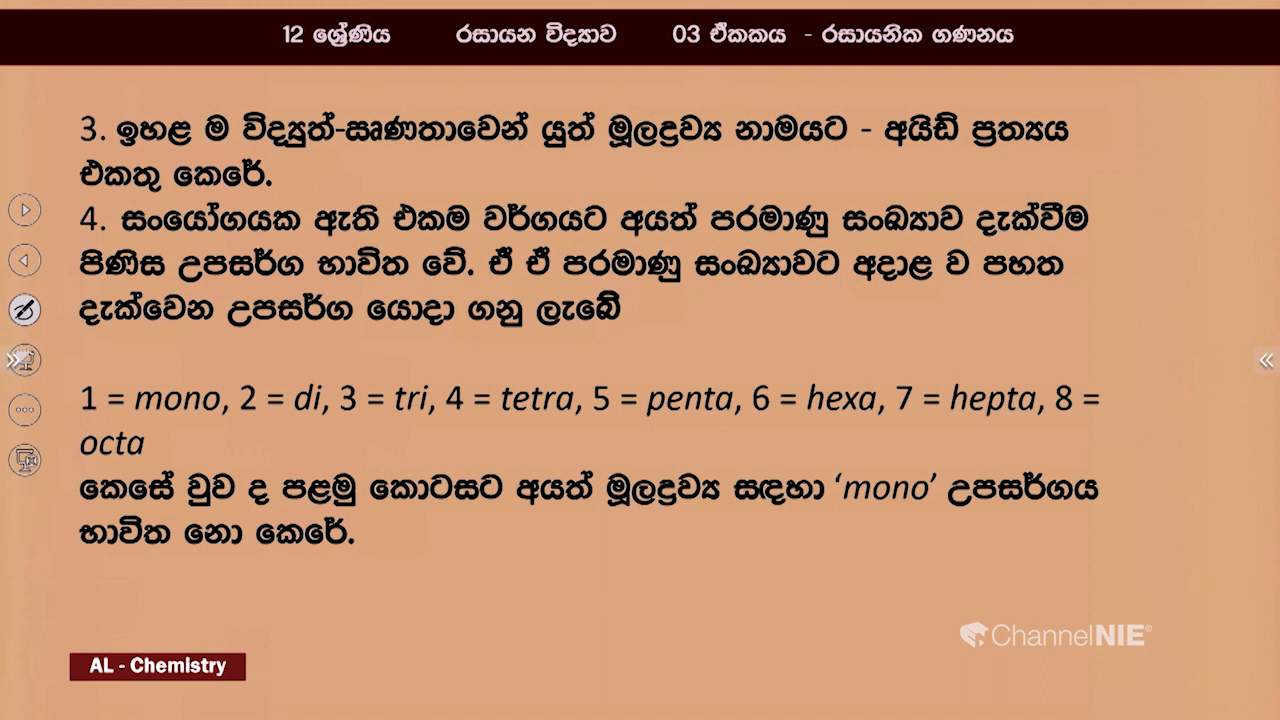 12 ශ්‍රේණිය රසායන විද්‍යාව 03 ඒකකය - රසායනික ගණනය
3. ඉහළ ම විද්‍යුත්-සෘණතාවෙන් යුත් මූලද්‍රව්‍ය නාමයට - අයිඩ් ප්‍රත්‍යය
එකතු කෙරේ.
4. සංයෝගයක ඇති එකම වර්ගයට අයත් පරමාණු සංඛ්‍යාව දැක්වීම
පිණිස උපසර්ග භාවිත වේ. ඒ ඒ පරමාණු සංඛ්‍යාවට අදාළ ව පහත
දැක්වෙන උපසර්ග යොදා ගනු ලැබේ
1 = mono, 2 = di, 3 = tri, 4 = tetra, 5 = penta, 6 = hexa, 7 = hepta, 8 =
octa
කෙසේ වුව ද පළමු කොටසට අයත් මූලද්‍රව්‍ය සඳහා ‘mono’ උපසර්ගය
භාවිත නො කෙරේ.
ChannelNIE®
AL - Chemistry